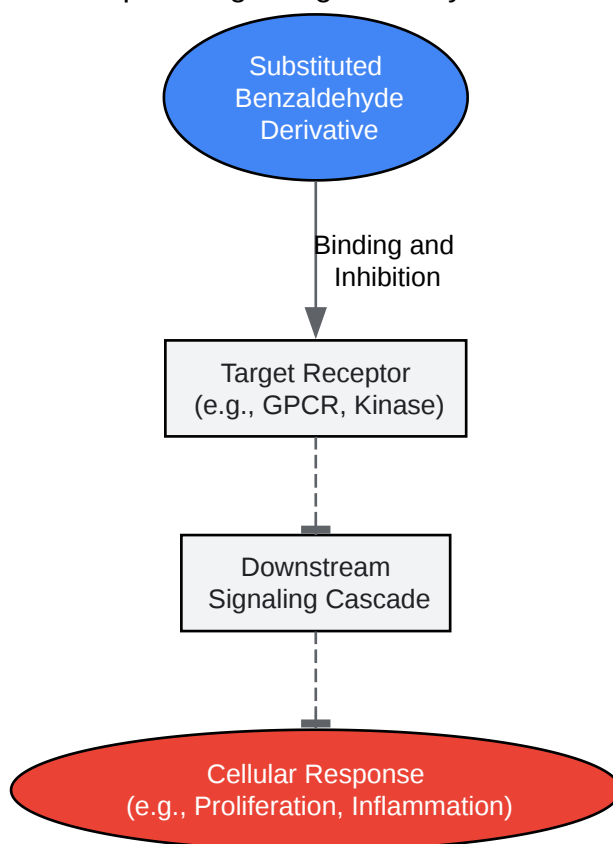 Substituted
Benzaldehyde
Derivative
Binding and
Inhibition
Target Receptor
(e.g., GPCR, Kinase)
Downstream
Signaling Cascade
Cellular Response
(e.g., Proliferation, Inflammation)